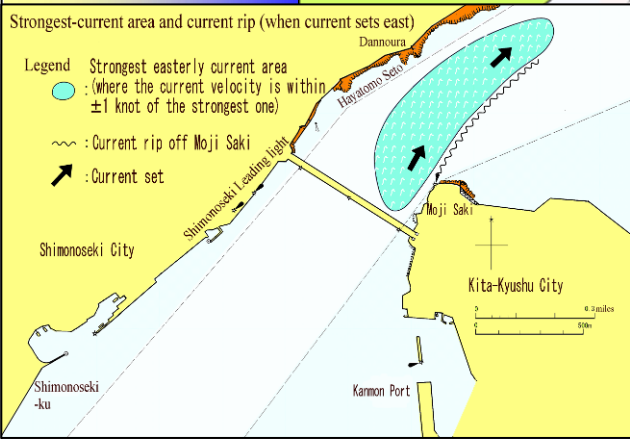 Strongest-current area and current rip (when current sets east)
Dannoura
Legend
Strongest easterly current area
:(where the current velocity is within
±1 knot of the strongest one)
Hayatomo Seto
:Current rip off Moji Saki
:Current set
Shimonoseki Leading light
Moji Saki
Shimonoseki City
Kita-Kyushu City
0 0.3miles
0 500m
Shimonoseki
-ku
Kanmon Port